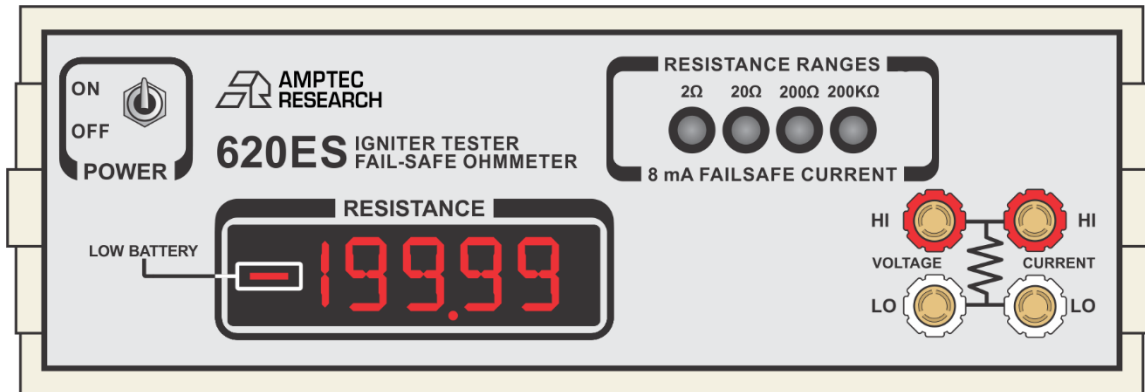 ON
OFF
POWER
AMPTEC
RESEARCH
620ES IGNITER TESTER
FAIL-SAFE OHMMETER
RESISTANCE RANGES
2Ω 20Ω 200Ω 200KΩ
8 mA FAILSAFE CURRENT
RESISTANCE
LOW BATTERY
-199.99
HI HI
VOLTAGE CURRENT
LO LO